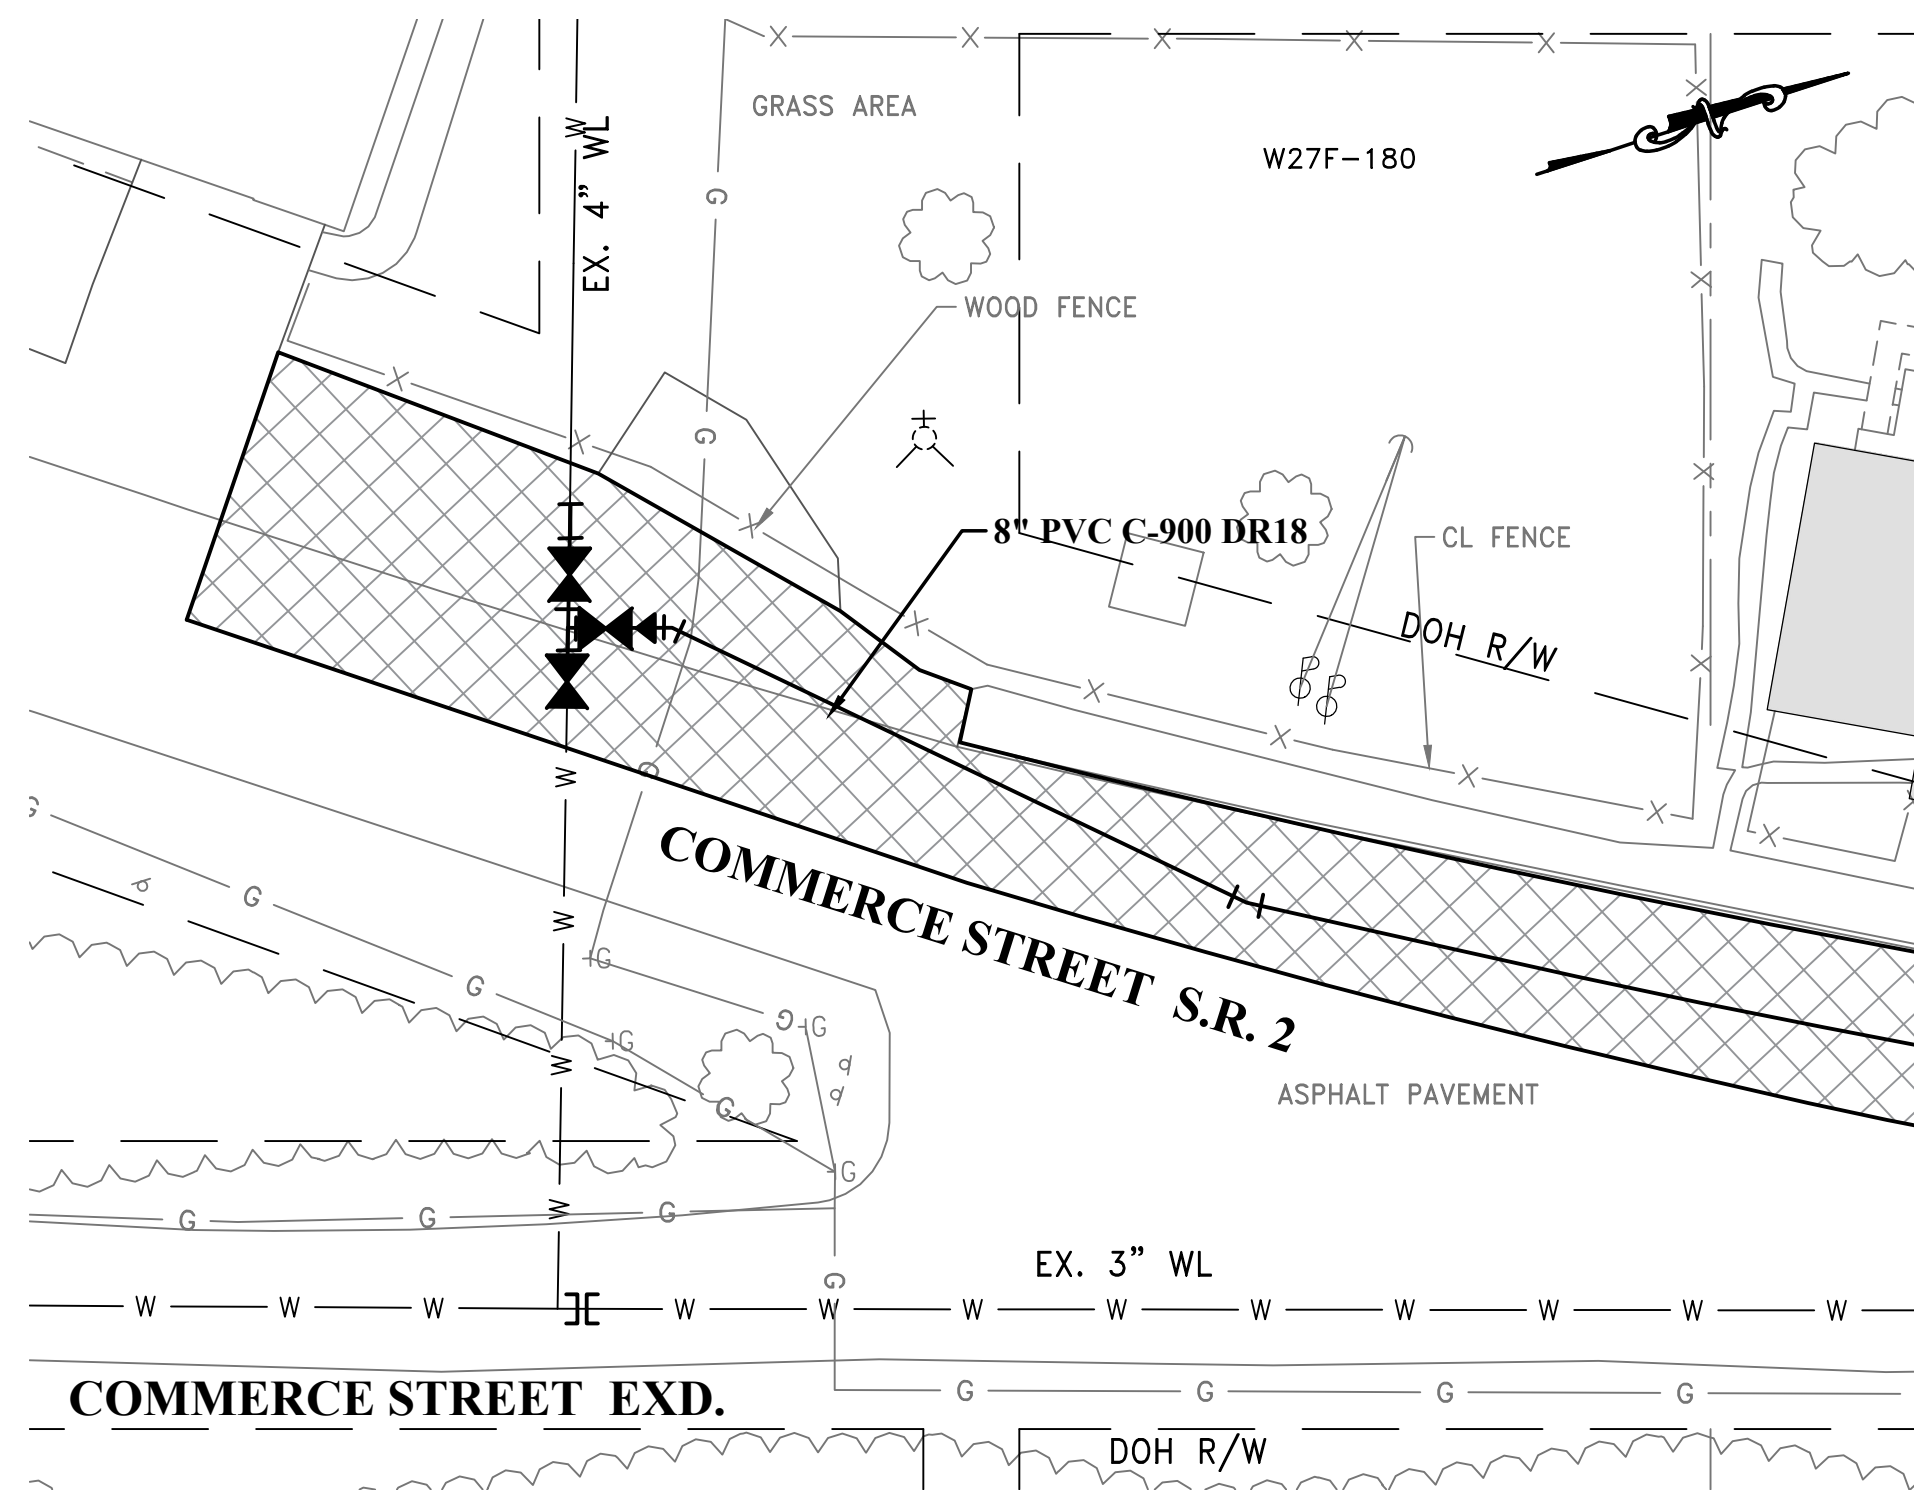 GRASS AREA
W27F-180
EX. 4" WL
W
G
WOOD FENCE
G
8" PVC C-900 DR18
CL FENCE
DOH R/W
W
G
G
COMMERCE STREET S.R. 2
G
W
G
G
G
G
G
W
ASPHALT PAVEMENT
G
G
W
G
G
G
EX. 3" WL
G
W W W W W W W W W W W W
COMMERCE STREET EXD.
G G G G
DOH R/W